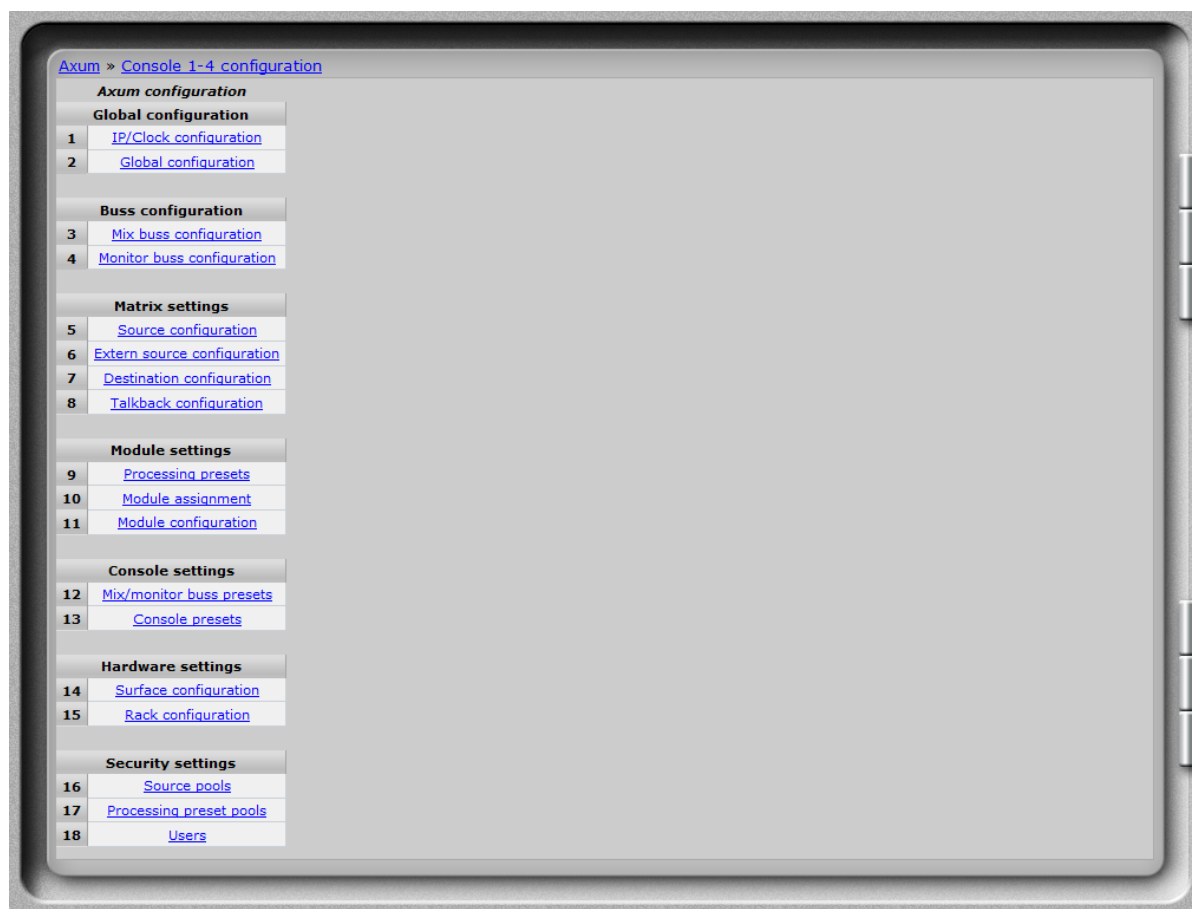 Axum » Console 1-4 configuration
Axum configuration
Global configuration
1 IP/Clock configuration
2 Global configuration
Buss configuration
3 Mix buss configuration
4 Monitor buss configuration
Matrix settings
5 Source configuration
6 Extern source configuration
7 Destination configuration
8 Talkback configuration
Module settings
9 Processing presets
10 Module assignment
11 Module configuration
Console settings
12 Mix/monitor buss presets
13 Console presets
Hardware settings
14 Surface configuration
15 Rack configuration
Security settings
16 Source pools
17 Processing preset pools
18 Users